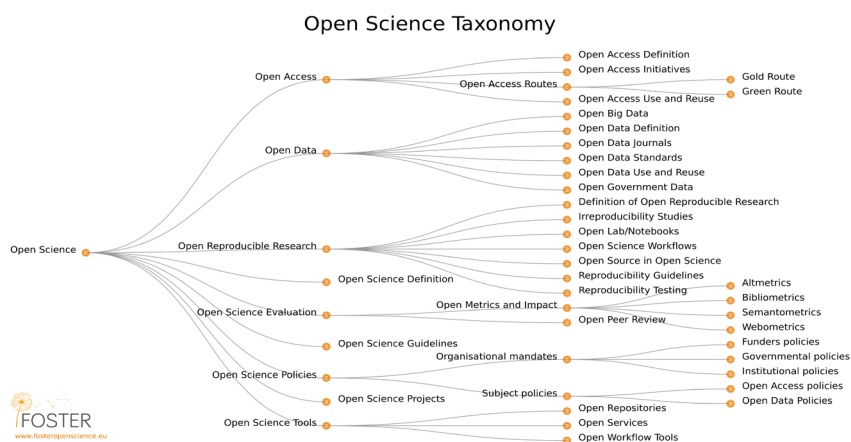 Open Science Taxonomy
Open Science
Open Access
Open Access Definition
Open Access Initiatives
Open Access Routes
Gold Route
Green Route
Open Access Use and Reuse
Open Data
Open Big Data
Open Data Definition
Open Data Journals
Open Data Standards
Open Data Use and Reuse
Open Government Data
Open Reproducible Research
Definition of Open Reproducible Research
Irreproducibility Studies
Open Lab/Notebooks
Open Science Workflows
Open Source in Open Science
Reproducibility Guidelines
Reproducibility Testing
Open Science Definition
Open Science Evaluation
Open Metrics and Impact
Altmetrics
Bibliometrics
Semantometrics
Webometrics
Open Peer Review
Open Science Guidelines
Open Science Policies
Organisational mandates
Funders policies
Governmental policies
Institutional policies
Subject policies
Open Access policies
Open Data Policies
Open Science Projects
Open Science Tools
Open Repositories
Open Services
Open Workflow Tools
FOSTER
www.fosteropenscience.eu